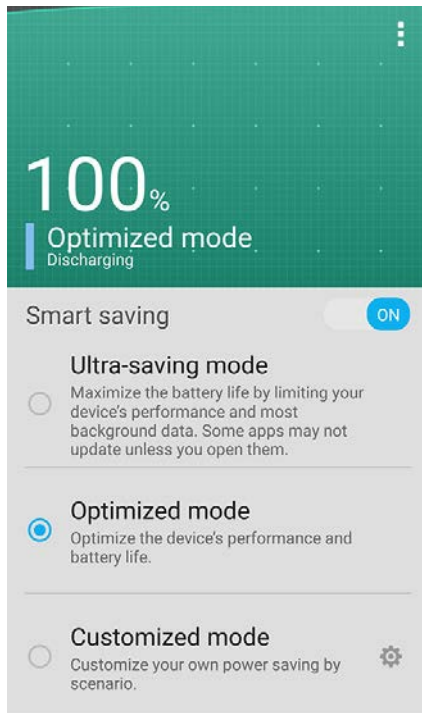 100%
Optimized mode
Discharging
Smart saving
ON
Ultra-saving mode
Maximize the battery life by limiting your
device's performance and most
background data. Some apps may not
update unless you open them.
Optimized mode
Optimize the device's performance and
battery life.
Customized mode
Customize your own power saving by
scenario.